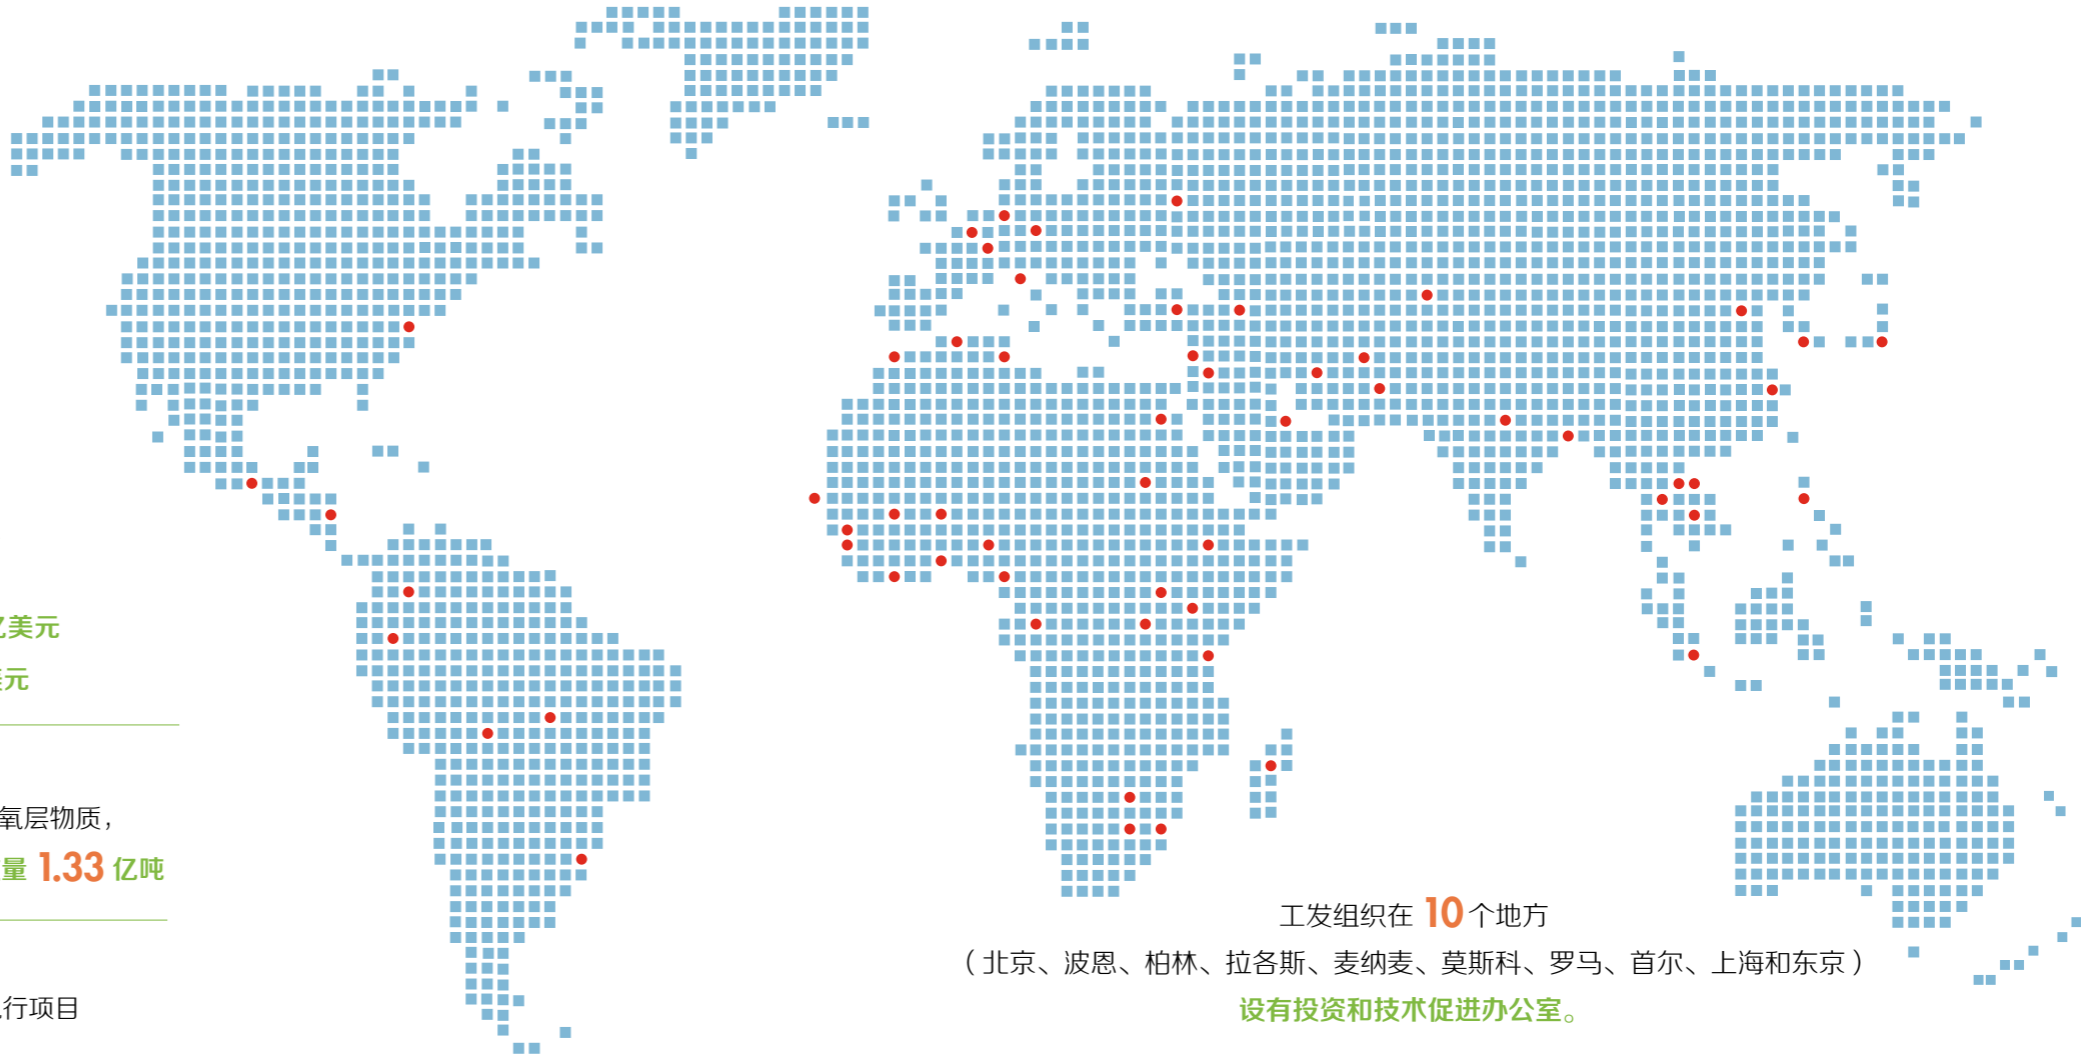 亿美元
美元
氧层物质，
量 1.33 亿吨
行项目
工发组织在 10 个地方
（北京、波恩、柏林、拉各斯、麦纳麦、莫斯科、罗马、首尔、上海和东京）
设有投资和技术促进办公室。